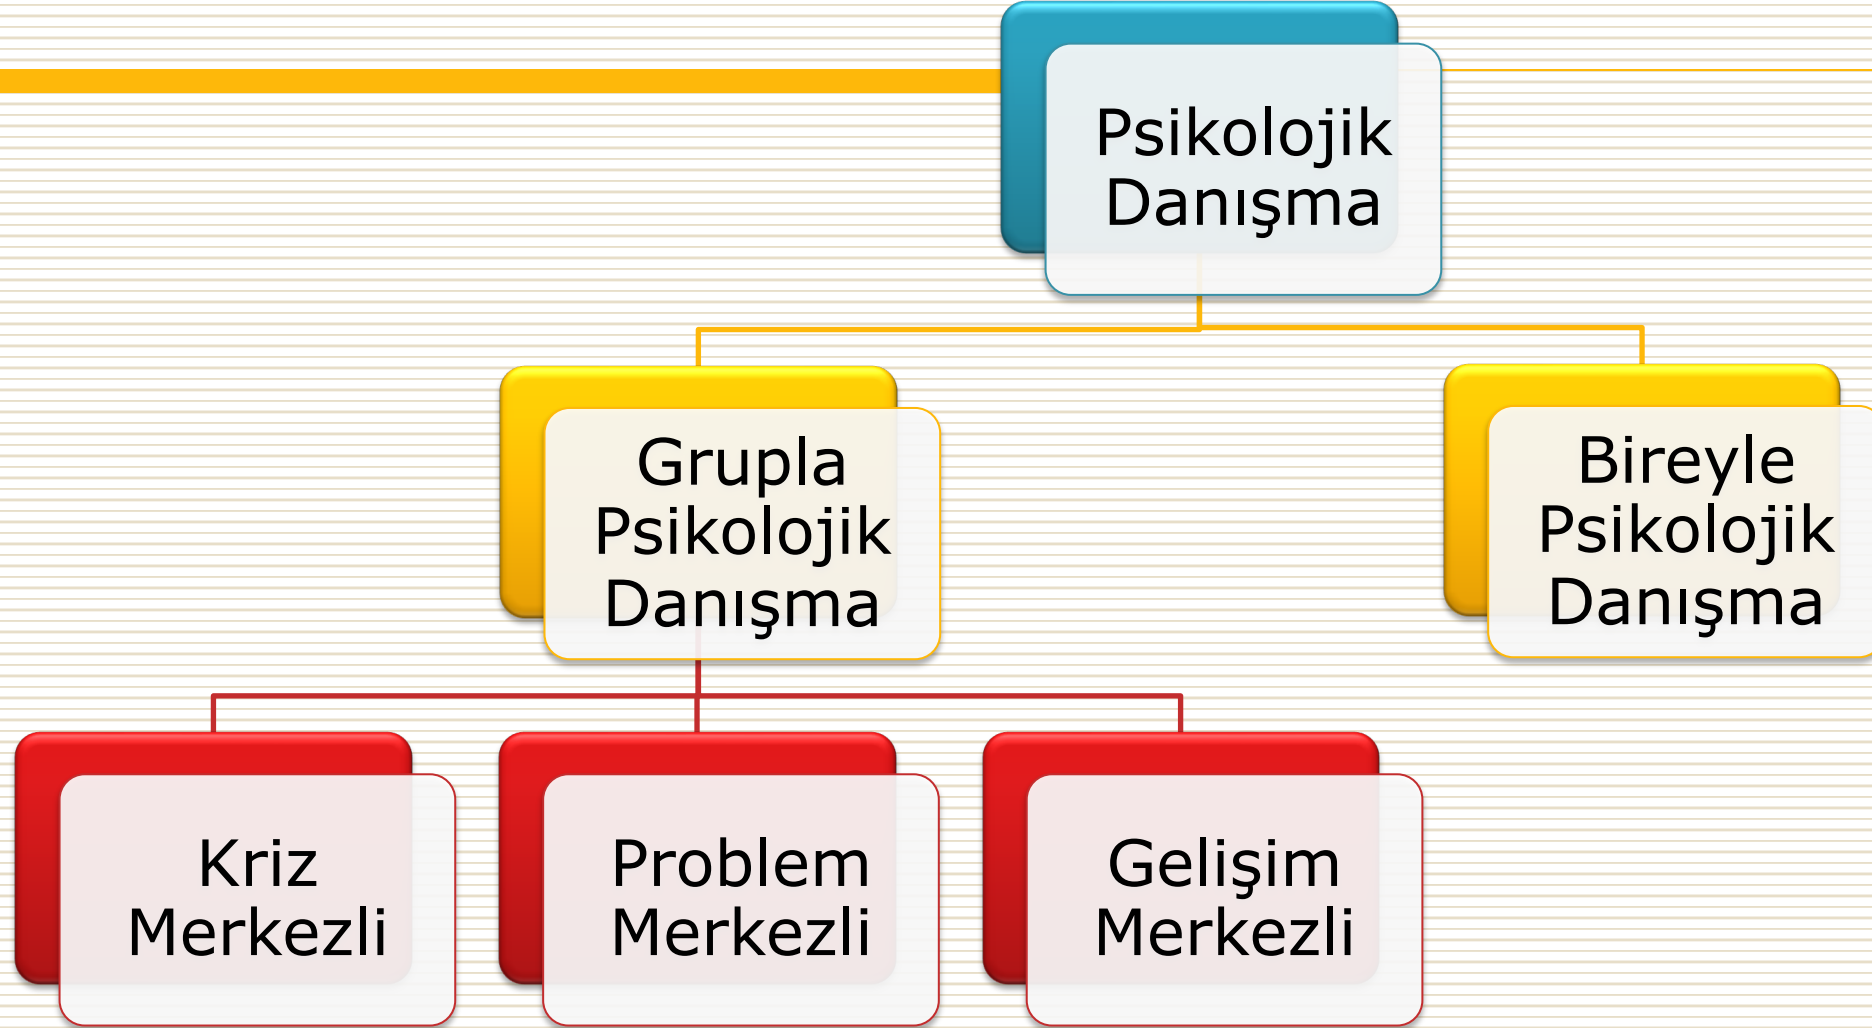 Psikolojik
Danışma
Grupla
Psikolojik
Danışma
Bireyle
Psikolojik
Danışma
Kriz
Merkezli
Problem
Merkezli
Gelişim
Merkezli